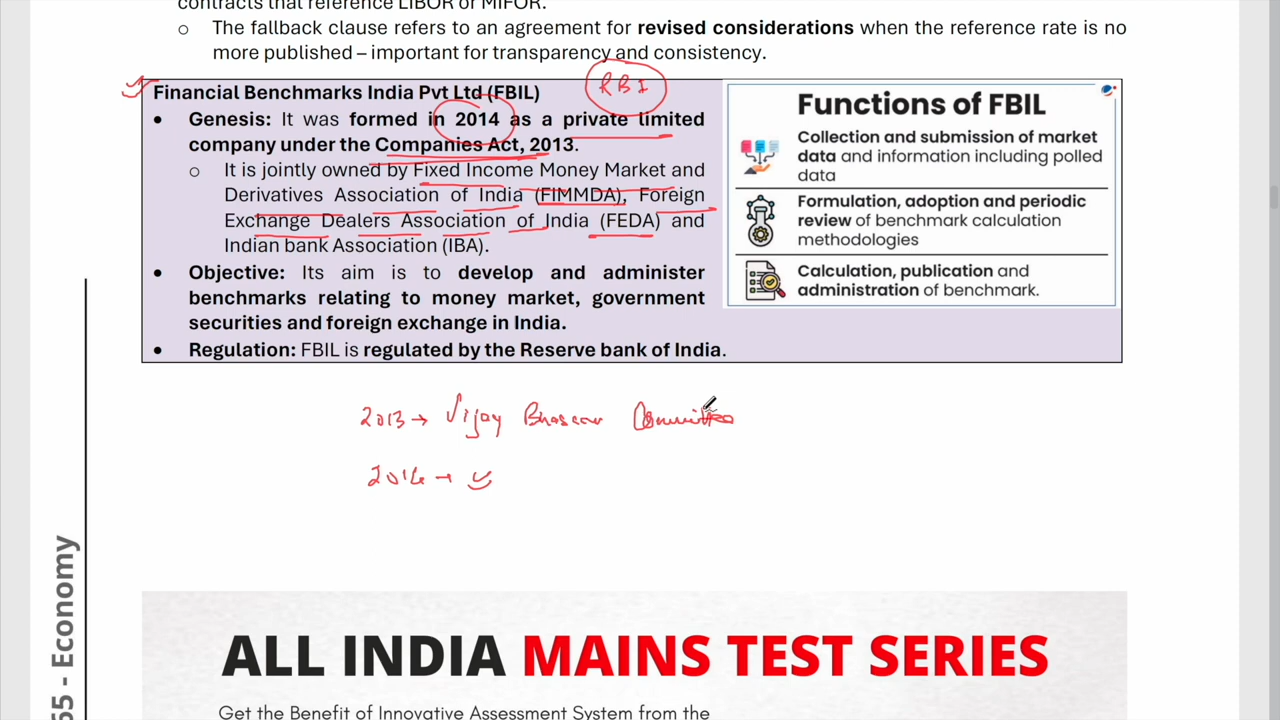 contracts that reference LIBOR or MIFOR.
o The fallback clause refers to an agreement for revised considerations when the reference rate is no
more published – important for transparency and consistency.
RBI
Financial Benchmarks India Pvt Ltd (FBIL)
• Genesis: It was formed in 2014 as a private limited
company under the Companies Act, 2013.
o It is jointly owned by Fixed Income Money Market and
Derivatives Association of India (FIMMDA), Foreign
Exchange Dealers Association of India (FEDA) and
Indian bank Association (IBA).
• Objective: Its aim is to develop and administer
benchmarks relating to money market, government
securities and foreign exchange in India.
• Regulation: FBIL is regulated by the Reserve bank of India.
Functions of FBIL
Collection and submission of market
data and information including polled
data
Formulation, adoption and periodic
review of benchmark calculation
methodologies
Calculation, publication and
administration of benchmark.
2013 → Vijay Bhascar
2014 →
55 - Economy
ALL INDIA MAINS TEST SERIES
Get the Benefit of Innovative Assessment System from the